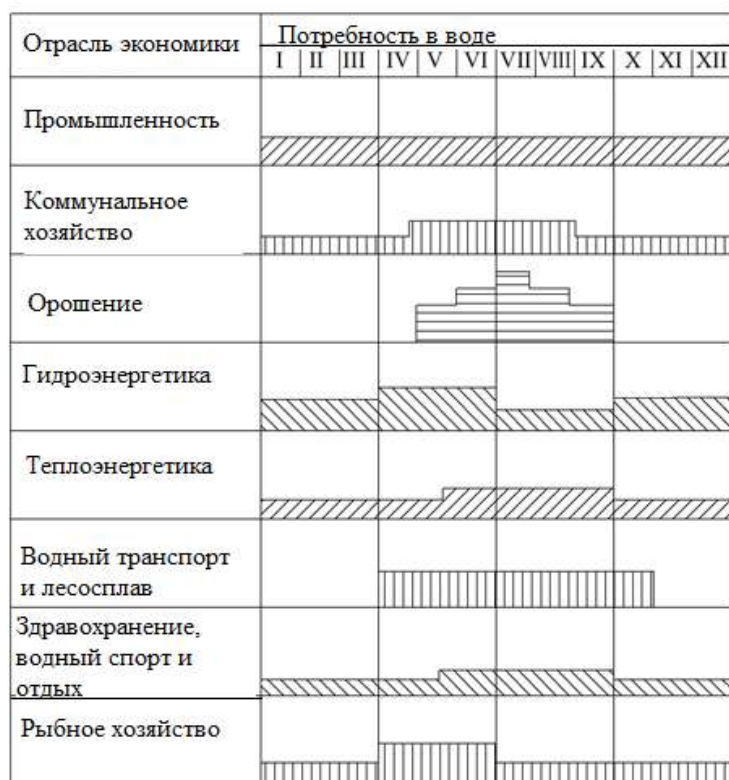 Отрасль экономики
Потребность в воде
I II III IV V VI VII VIII IX X XI XII
Промышленность
Коммунальное
хозяйство
Орошение
Гидроэнергетика
Теплоэнергетика
Водный транспорт
и лесосплав
Здравохранение,
водный спорт и
отдых
Рыбное хозяйство